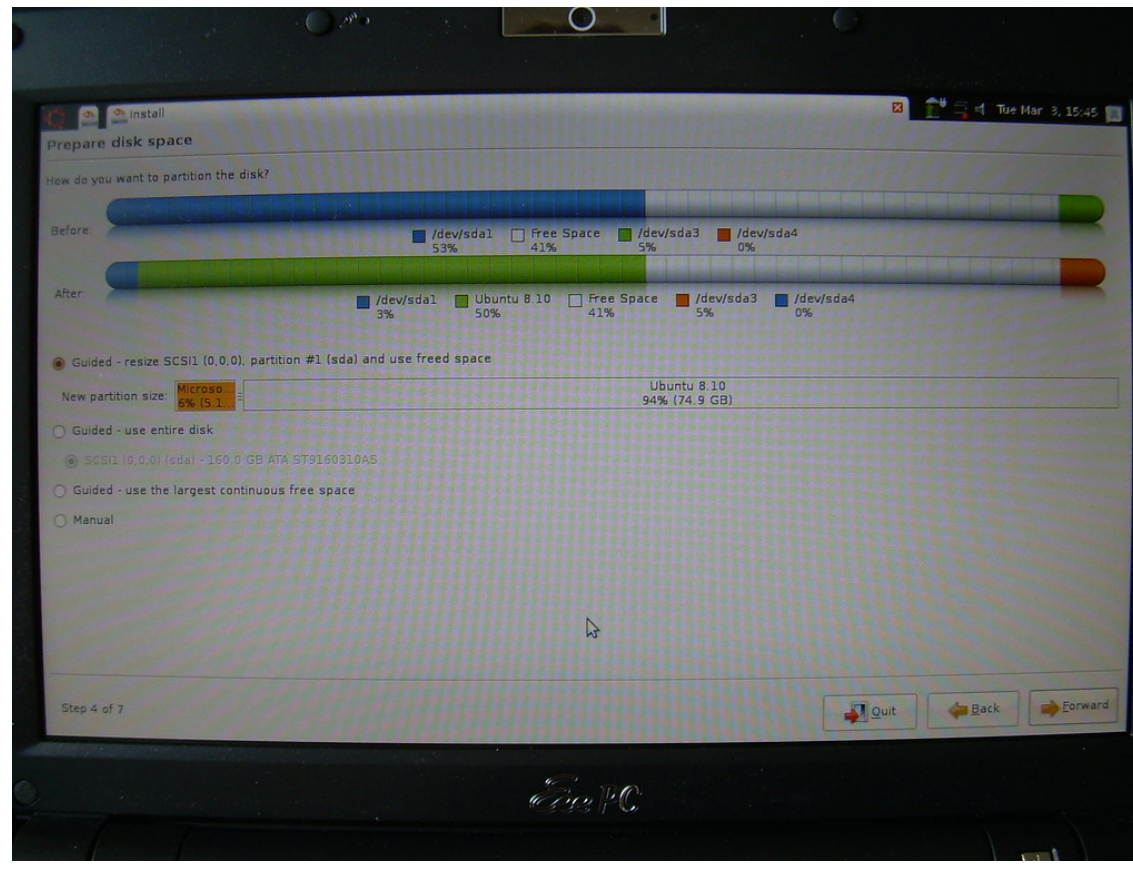 Install
Tue Mar 3, 15:45
Prepare disk space
How do you want to partition the disk?
Before:
/dev/sda1 Free Space /dev/sda3 /dev/sda4
53% 41% 5% 0%
After:
/dev/sda1 Ubuntu 8.10 Free Space /dev/sda3 /dev/sda4
3% 50% 41% 5% 0%
Guided - resize SCSI1 (0,0,0), partition #1 (sda) and use freed space
New partition size:
Microso...
6% (5.1...
Ubuntu 8.10
94% (74.9 GB)
Guided - use entire disk
SCSI1 (0,0,0) (sda) - 160.0 GB ATA ST9160310AS
Guided - use the largest continuous free space
Manual
Step 4 of 7
Quit Back Forward
Eee PC